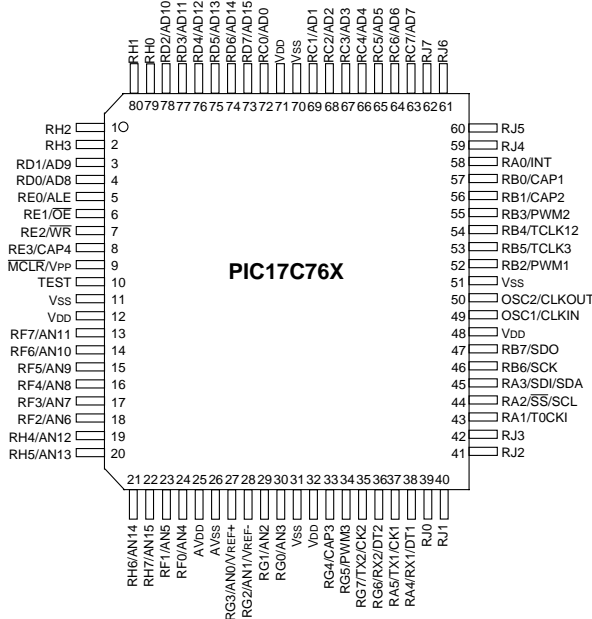 RH1
RH0
RD2/AD10
RD3/AD11
RD4/AD12
RD5/AD13
RD6/AD14
RD7/AD15
RC0/AD0
VDD
VSS
RC1/AD1
RC2/AD2
RC3/AD3
RC4/AD4
RC5/AD5
RC6/AD6
RC7/AD7
RJ7
RJ6
80 79 78 77 76 75 74 73 72 71 70 69 68 67 66 65 64 63 62 61
RH2 1
RH3 2
RD1/AD9 3
RD0/AD8 4
RE0/ALE 5
RE1/O̅E̅ 6
RE2/W̅R̅ 7
RE3/CAP4 8
M̅C̅L̅R̅/VPP 9
TEST 10
VSS 11
VDD 12
RF7/AN11 13
RF6/AN10 14
RF5/AN9 15
RF4/AN8 16
RF3/AN7 17
RF2/AN6 18
RH4/AN12 19
RH5/AN13 20
PIC17C76X
60 RJ5
59 RJ4
58 RA0/INT
57 RB0/CAP1
56 RB1/CAP2
55 RB3/PWM2
54 RB4/TCLK12
53 RB5/TCLK3
52 RB2/PWM1
51 VSS
50 OSC2/CLKOUT
49 OSC1/CLKIN
48 VDD
47 RB7/SDO
46 RB6/SCK
45 RA3/SDI/SDA
44 RA2/S̅S̅/SCL
43 RA1/T0CKI
42 RJ3
41 RJ2
21 22 23 24 25 26 27 28 29 30 31 32 33 34 35 36 37 38 39 40
RH6/AN14
RH7/AN15
RF1/AN5
RF0/AN4
AVDD
AVSS
RG3/AN0/VREF+
RG2/AN1/VREF-
RG1/AN2
RG0/AN3
VSS
VDD
RG4/CAP3
RG5/PWM3
RG7/TX2/CK2
RG6/RX2/DT2
RA5/TX1/CK1
RA4/RX1/DT1
RJ0
RJ1